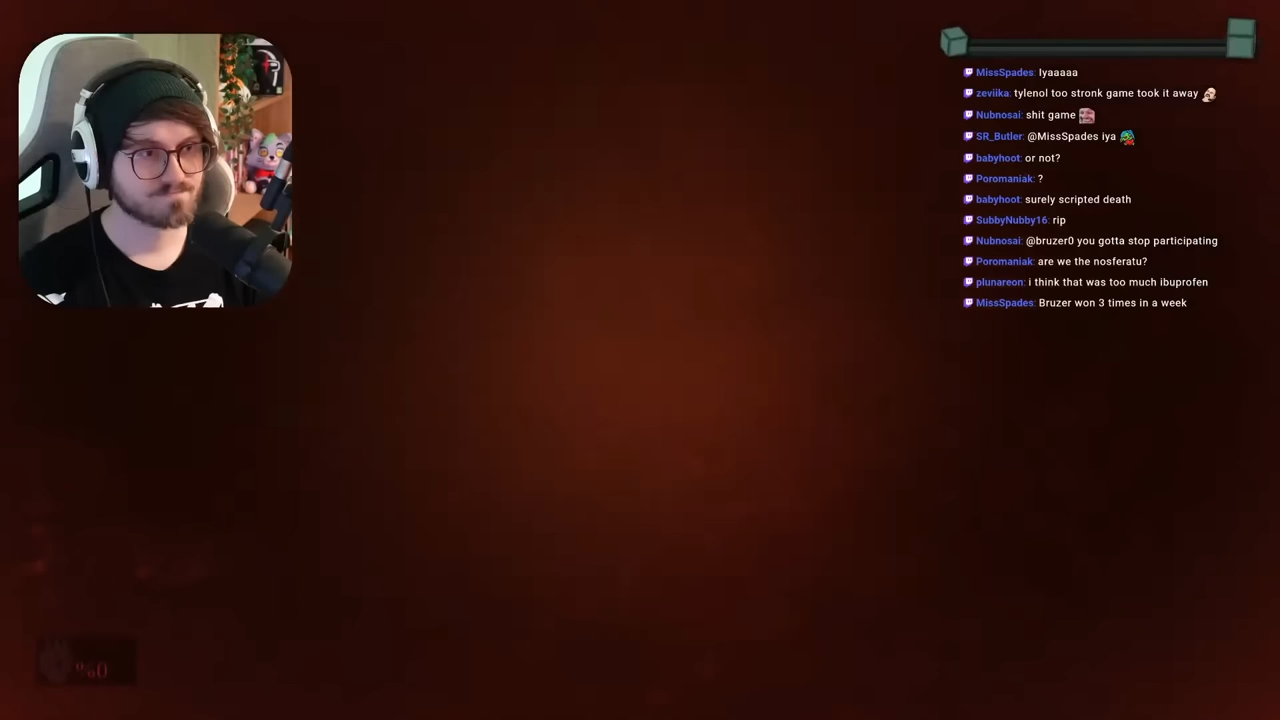 MissSpades: Iyaaaaa
zeviika: tylenol too stronk game took it away
Nubnosai: shit game
SR_Butler: @MissSpades iya
babyhoot: or not?
Poromaniak: ?
babyhoot: surely scripted death
SubbyNubby16: rip
Nubnosai: @bruzer0 you gotta stop participating
Poromaniak: are we the nosferatu?
plunareon: i think that was too much ibuprofen
MissSpades: Bruzer won 3 times in a week
%0